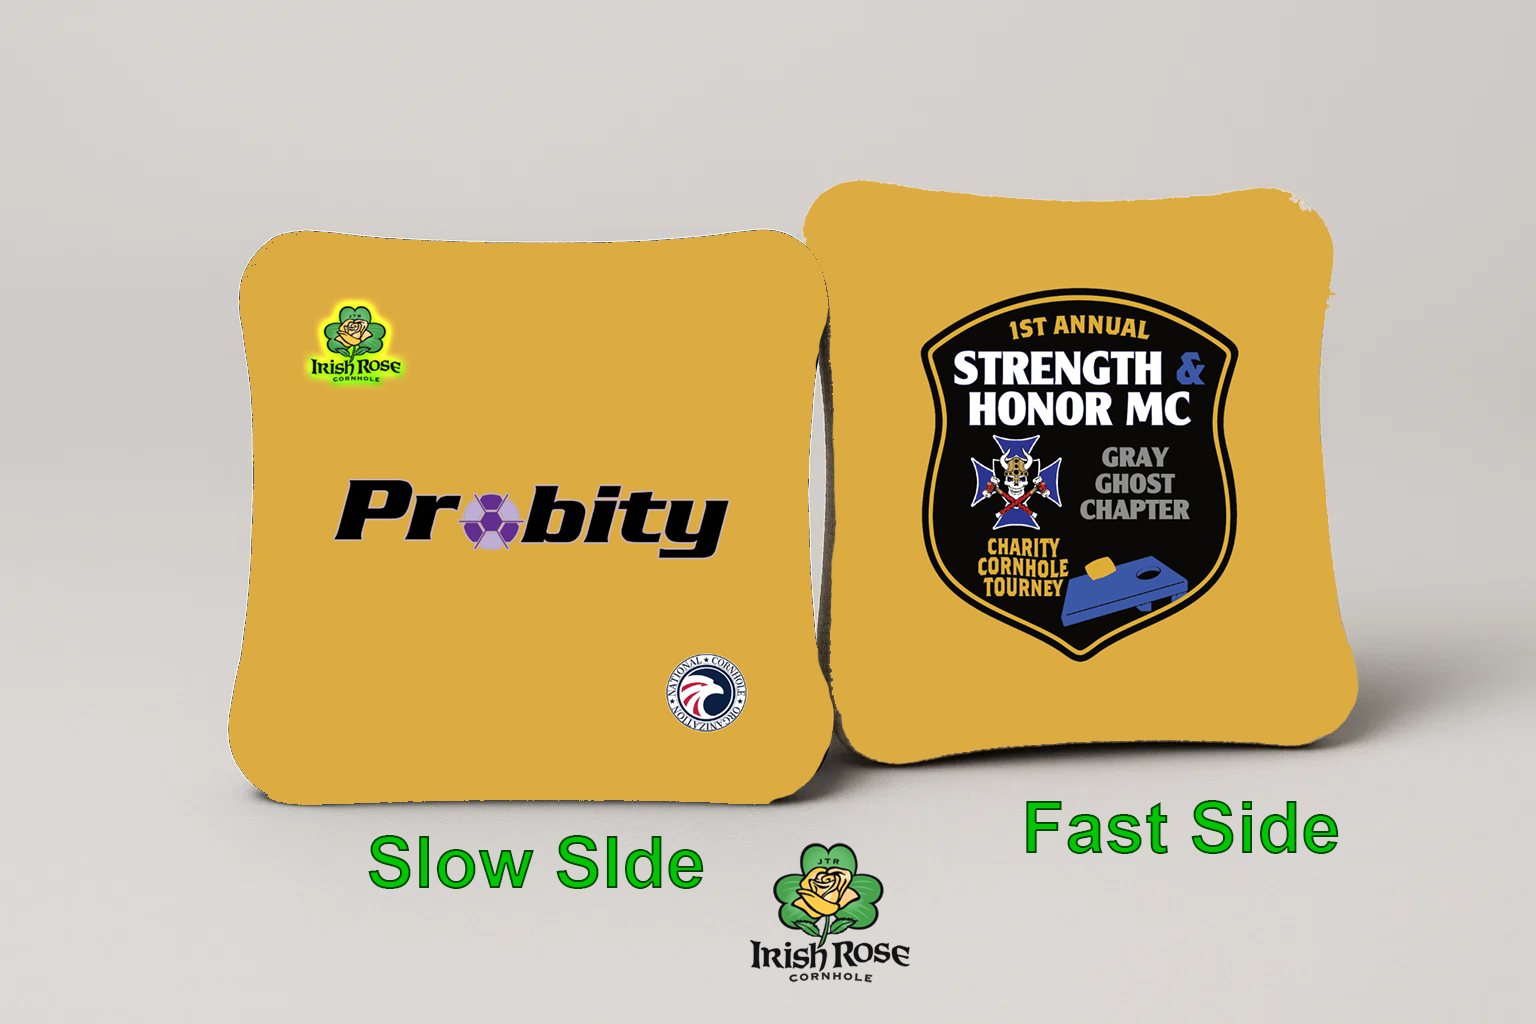 JTR
Irish Rose
CORNHOLE
Probity
NATIONAL ★ CORNHOLE ★ ORGANIZATION ★
1ST ANNUAL
STRENGTH &
HONOR MC
GRAY
GHOST
CHAPTER
CHARITY
CORNHOLE
TOURNEY
Slow SIde
Fast Side
JTR
Irish Rose
CORNHOLE